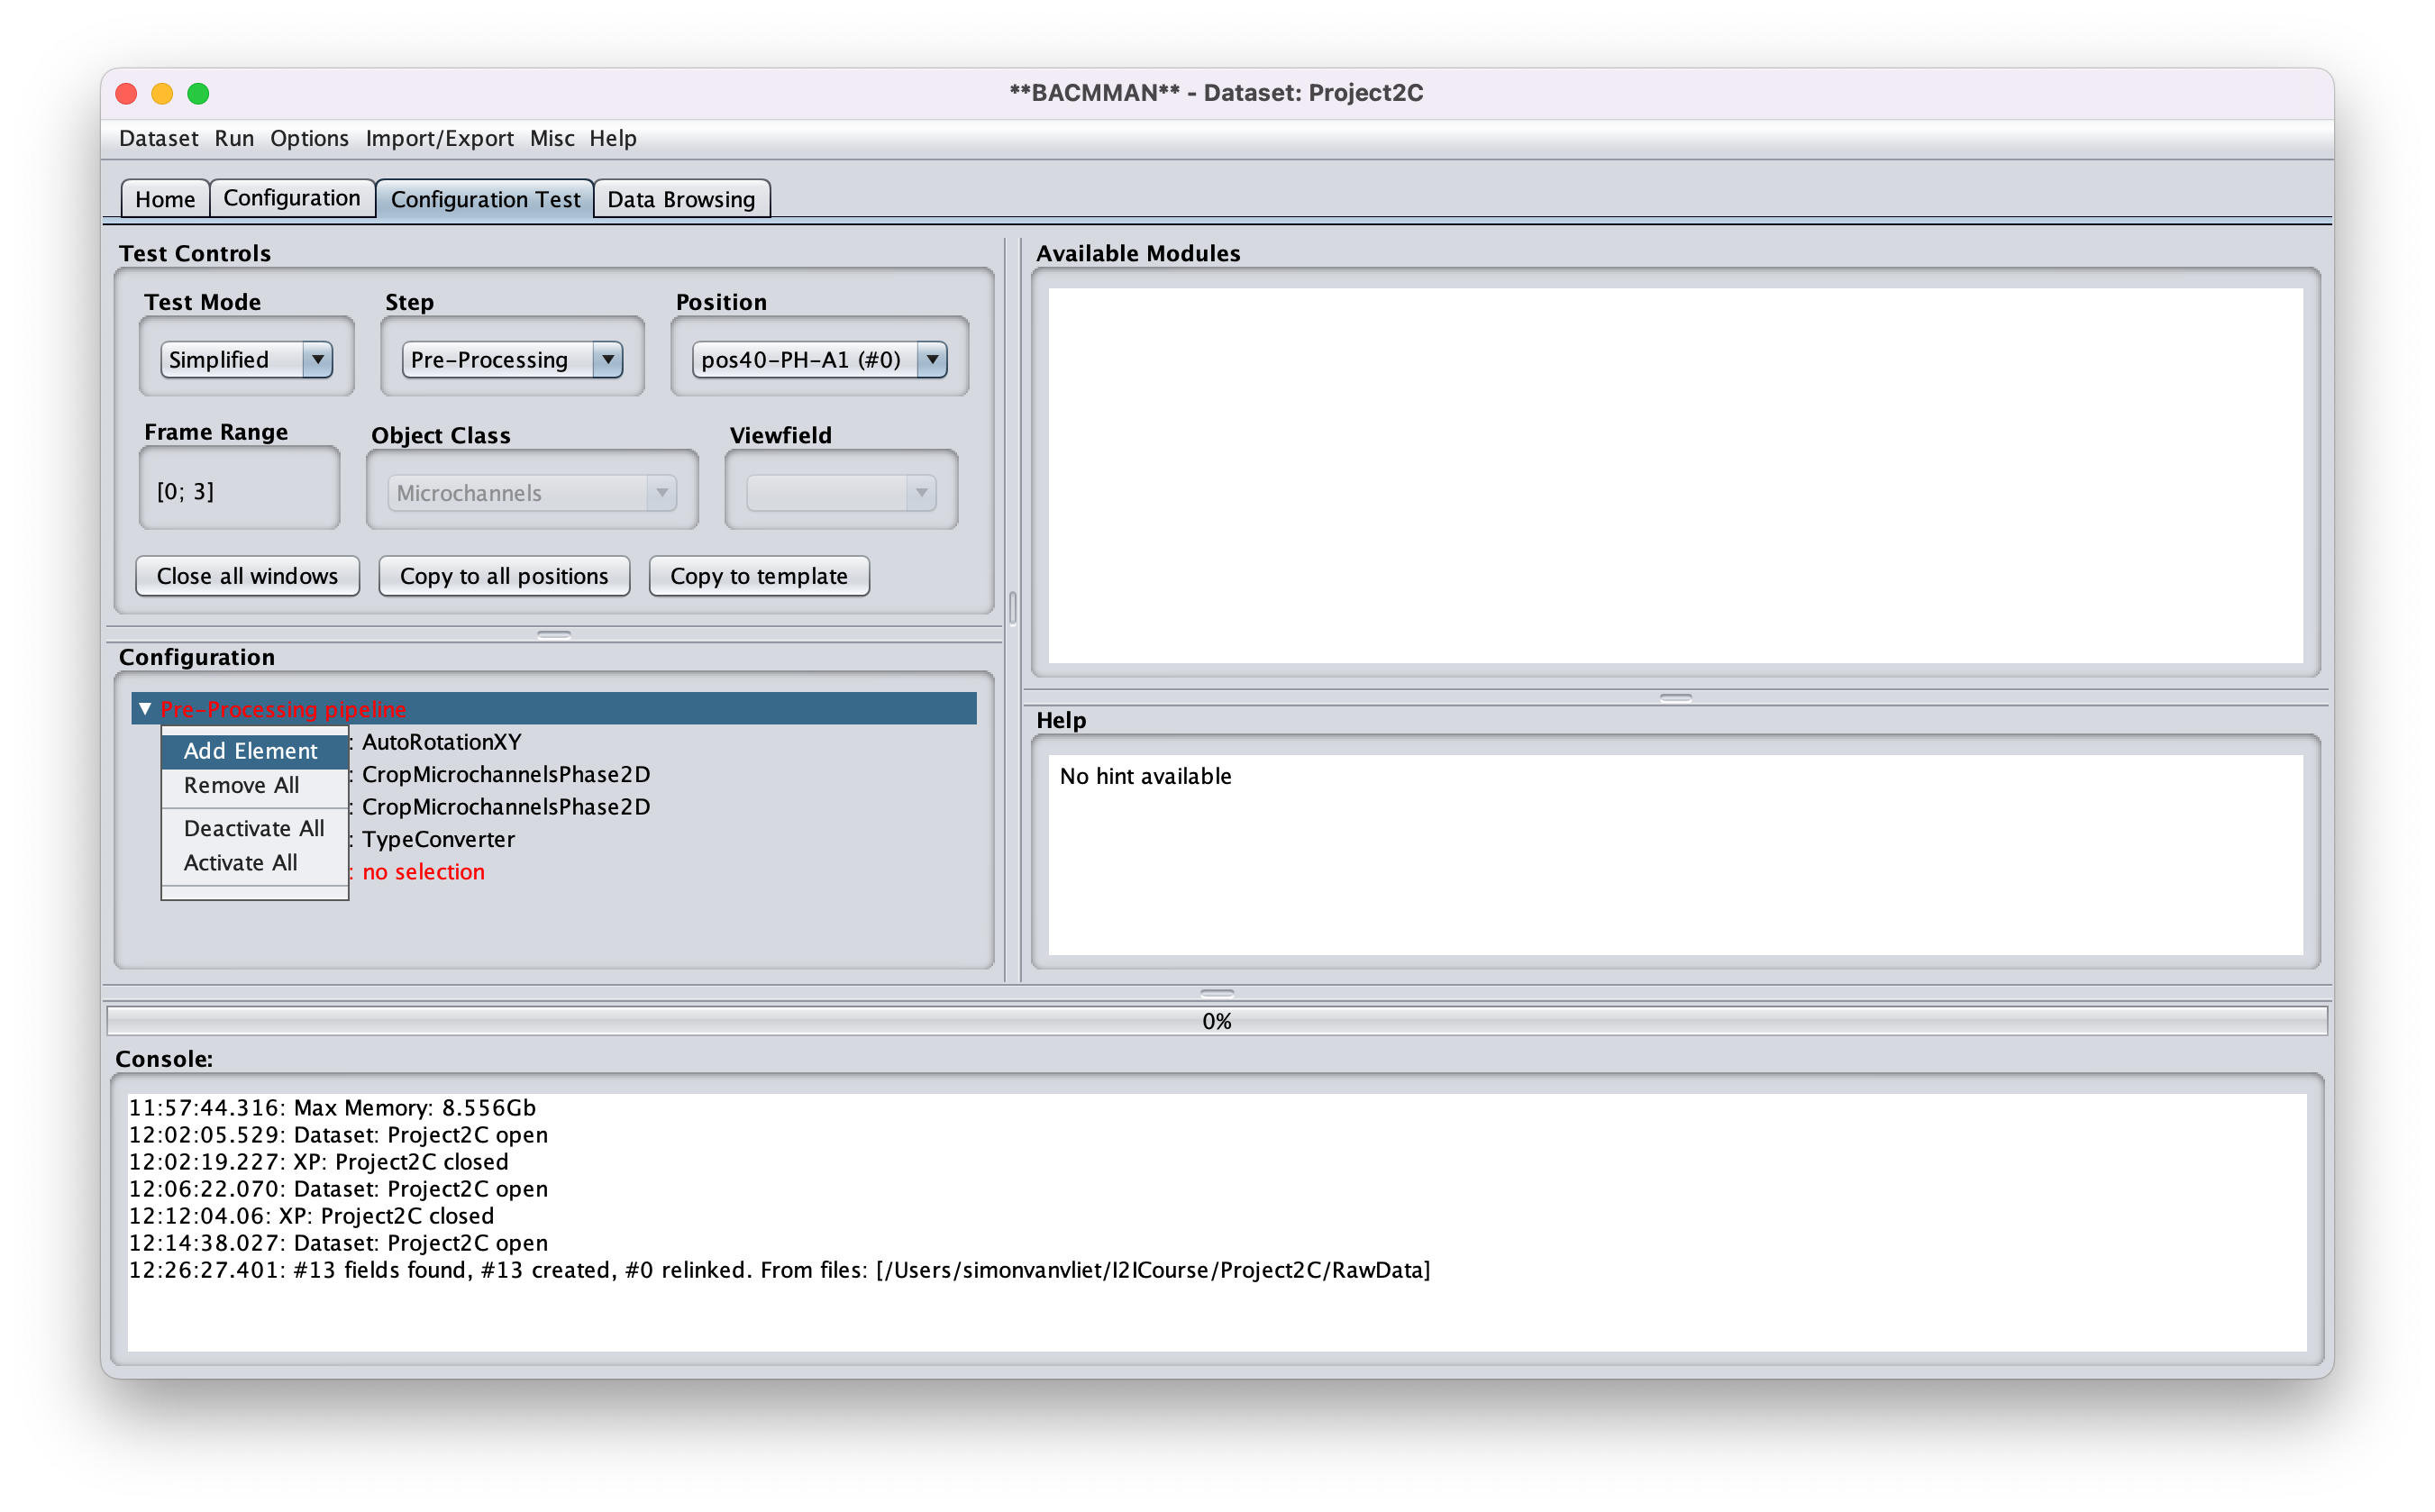 **BACMMAN** - Dataset: Project2C
Dataset Run Options Import/Export Misc Help
Home Configuration Configuration Test Data Browsing
Test Controls
Test Mode Step Position
Simplified Pre-Processing pos40-PH-A1 (#0)
Frame Range Object Class Viewfield
[0; 3] Microchannels
Close all windows Copy to all positions Copy to template
Configuration
Pre-Processing pipeline
Add Element
Remove All
Deactivate All
Activate All
: AutoRotationXY
: CropMicrochannelsPhase2D
: CropMicrochannelsPhase2D
: TypeConverter
: no selection
Available Modules
Help
No hint available
0%
Console:
11:57:44.316: Max Memory: 8.556Gb
12:02:05.529: Dataset: Project2C open
12:02:19.227: XP: Project2C closed
12:06:22.070: Dataset: Project2C open
12:12:04.06: XP: Project2C closed
12:14:38.027: Dataset: Project2C open
12:26:27.401: #13 fields found, #13 created, #0 relinked. From files: [/Users/simonvanvliet/I2ICourse/Project2C/RawData]